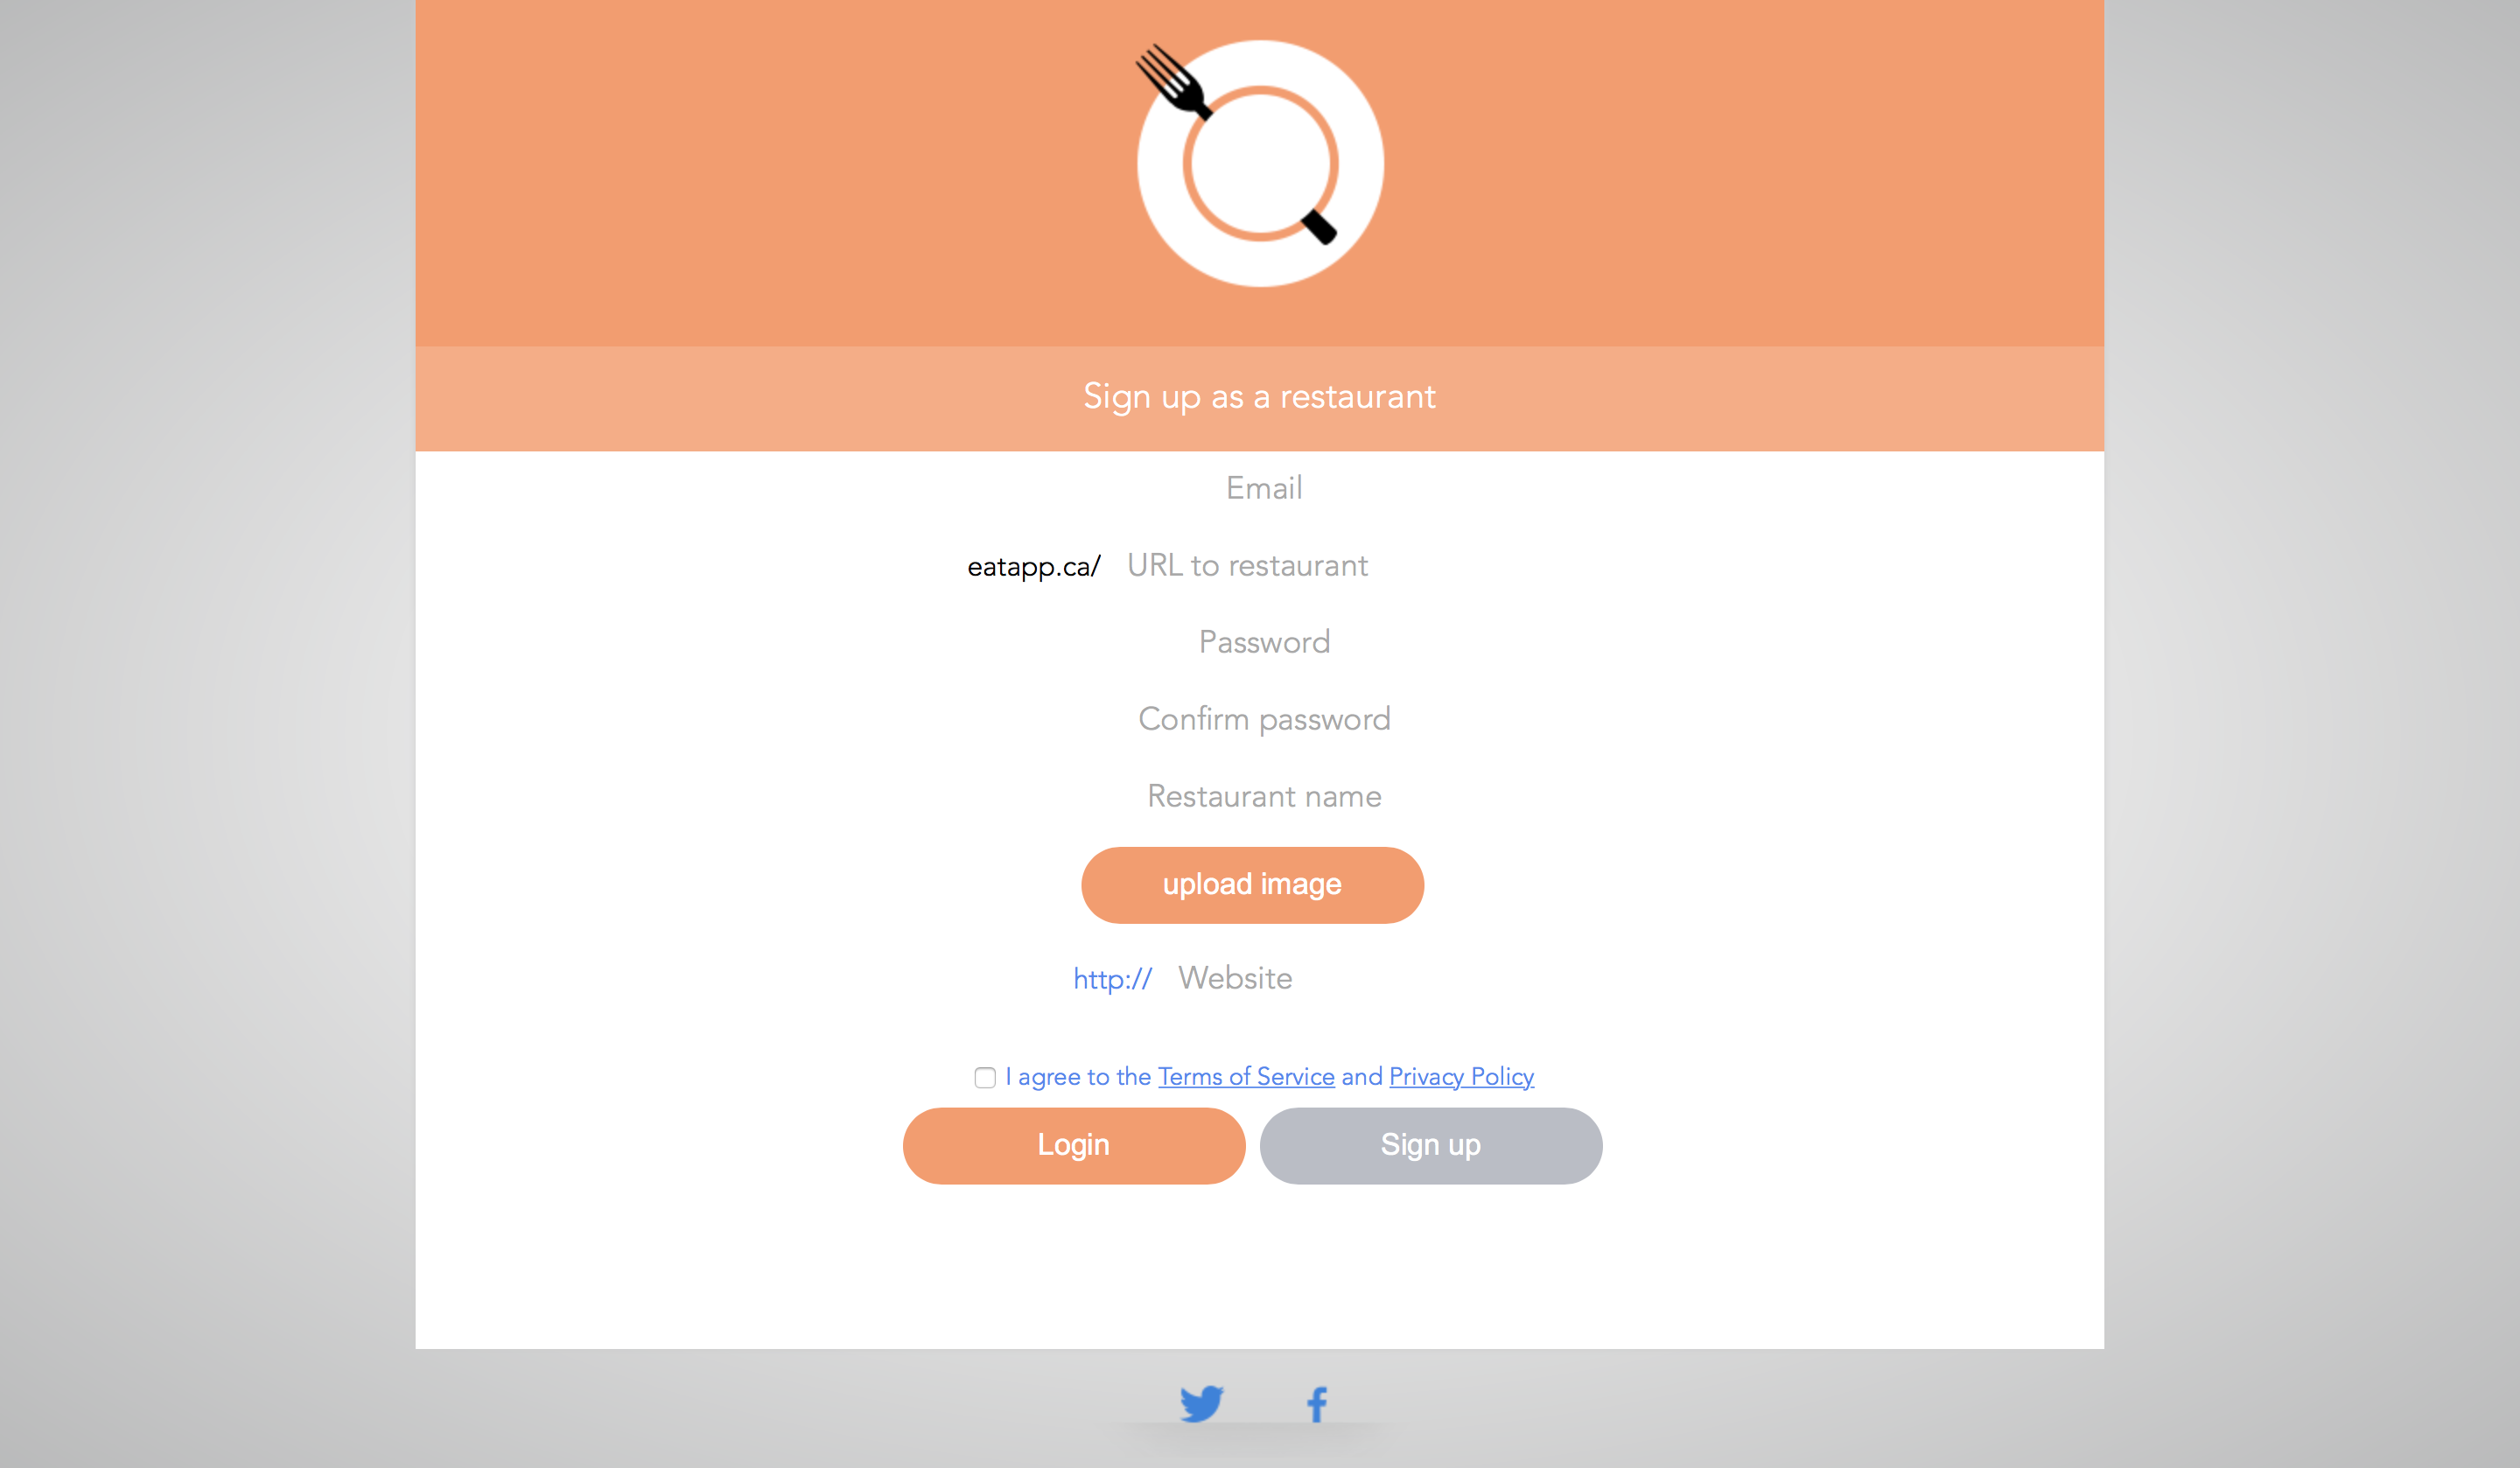 Sign up as a restaurant
Email
eatapp.ca/ URL to restaurant
Password
Confirm password
Restaurant name
upload image
http:// Website
I agree to the Terms of Service and Privacy Policy
Login Sign up